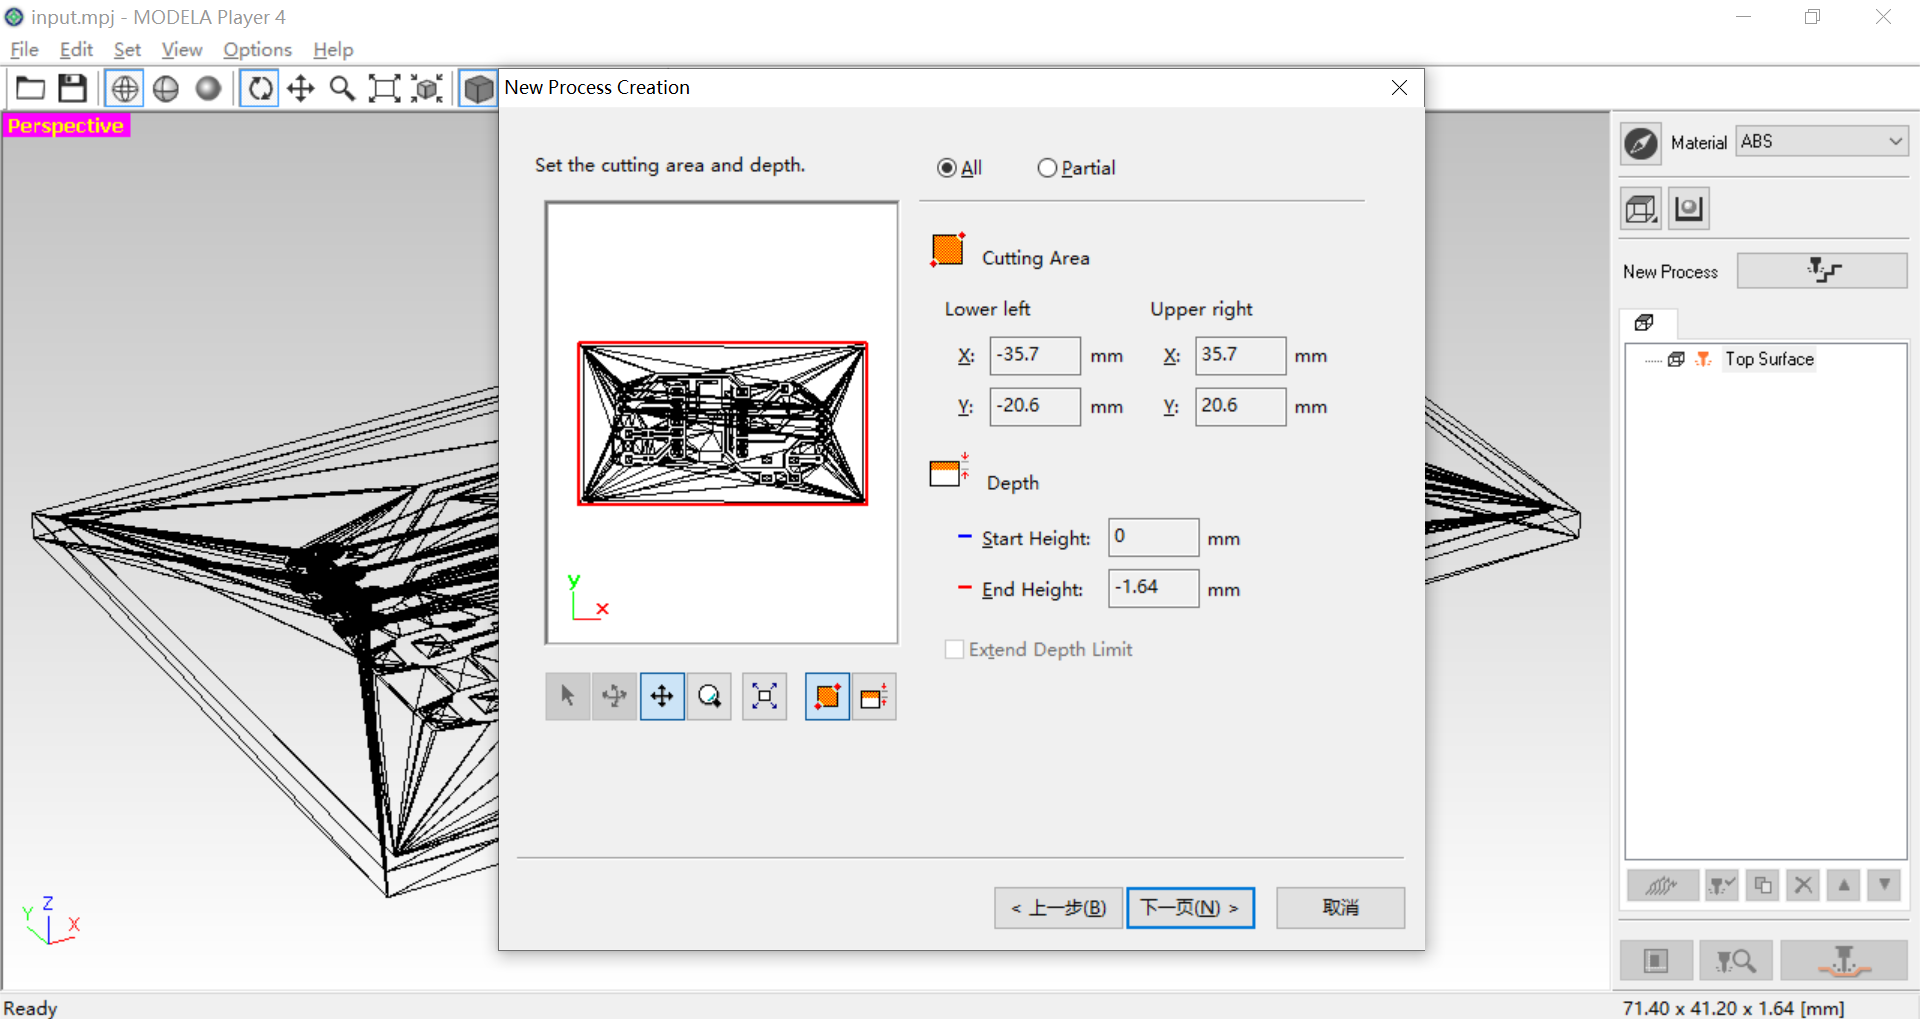 input.mpj - MODELA Player 4
File Edit Set View Options Help
Perspective
New Process Creation
Set the cutting area and depth.
All Partial
Cutting Area
Lower left Upper right
X: -35.7 mm X: 35.7 mm
Y: -20.6 mm Y: 20.6 mm
Depth
Start Height: 0 mm
End Height: -1.64 mm
Extend Depth Limit
y
x
< 上一步(B) 下一页(N) > 取消
Material ABS
New Process
Top Surface
Z
Y X
Ready
71.40 x 41.20 x 1.64 [mm]